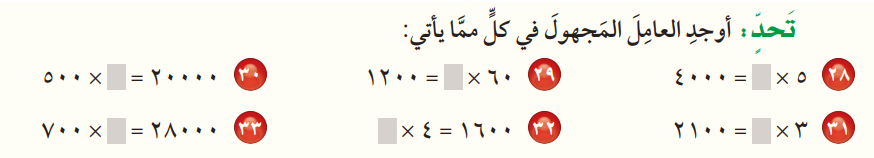 تَحدٍّ: أوجدِ العامِلَ المَجهولَ في كلٍّ ممَّا يأتي:
٢٨ ٥ × = ٤٠٠٠ ٢٩ ٦٠ × = ١٢٠٠ ٣٠ ٢٠٠٠٠ = × ٥٠٠
٣١ ٣ × = ٢١٠٠ ٣٢ ١٦٠٠ = ٤ × ٣٣ ٢٨٠٠٠ = × ٧٠٠